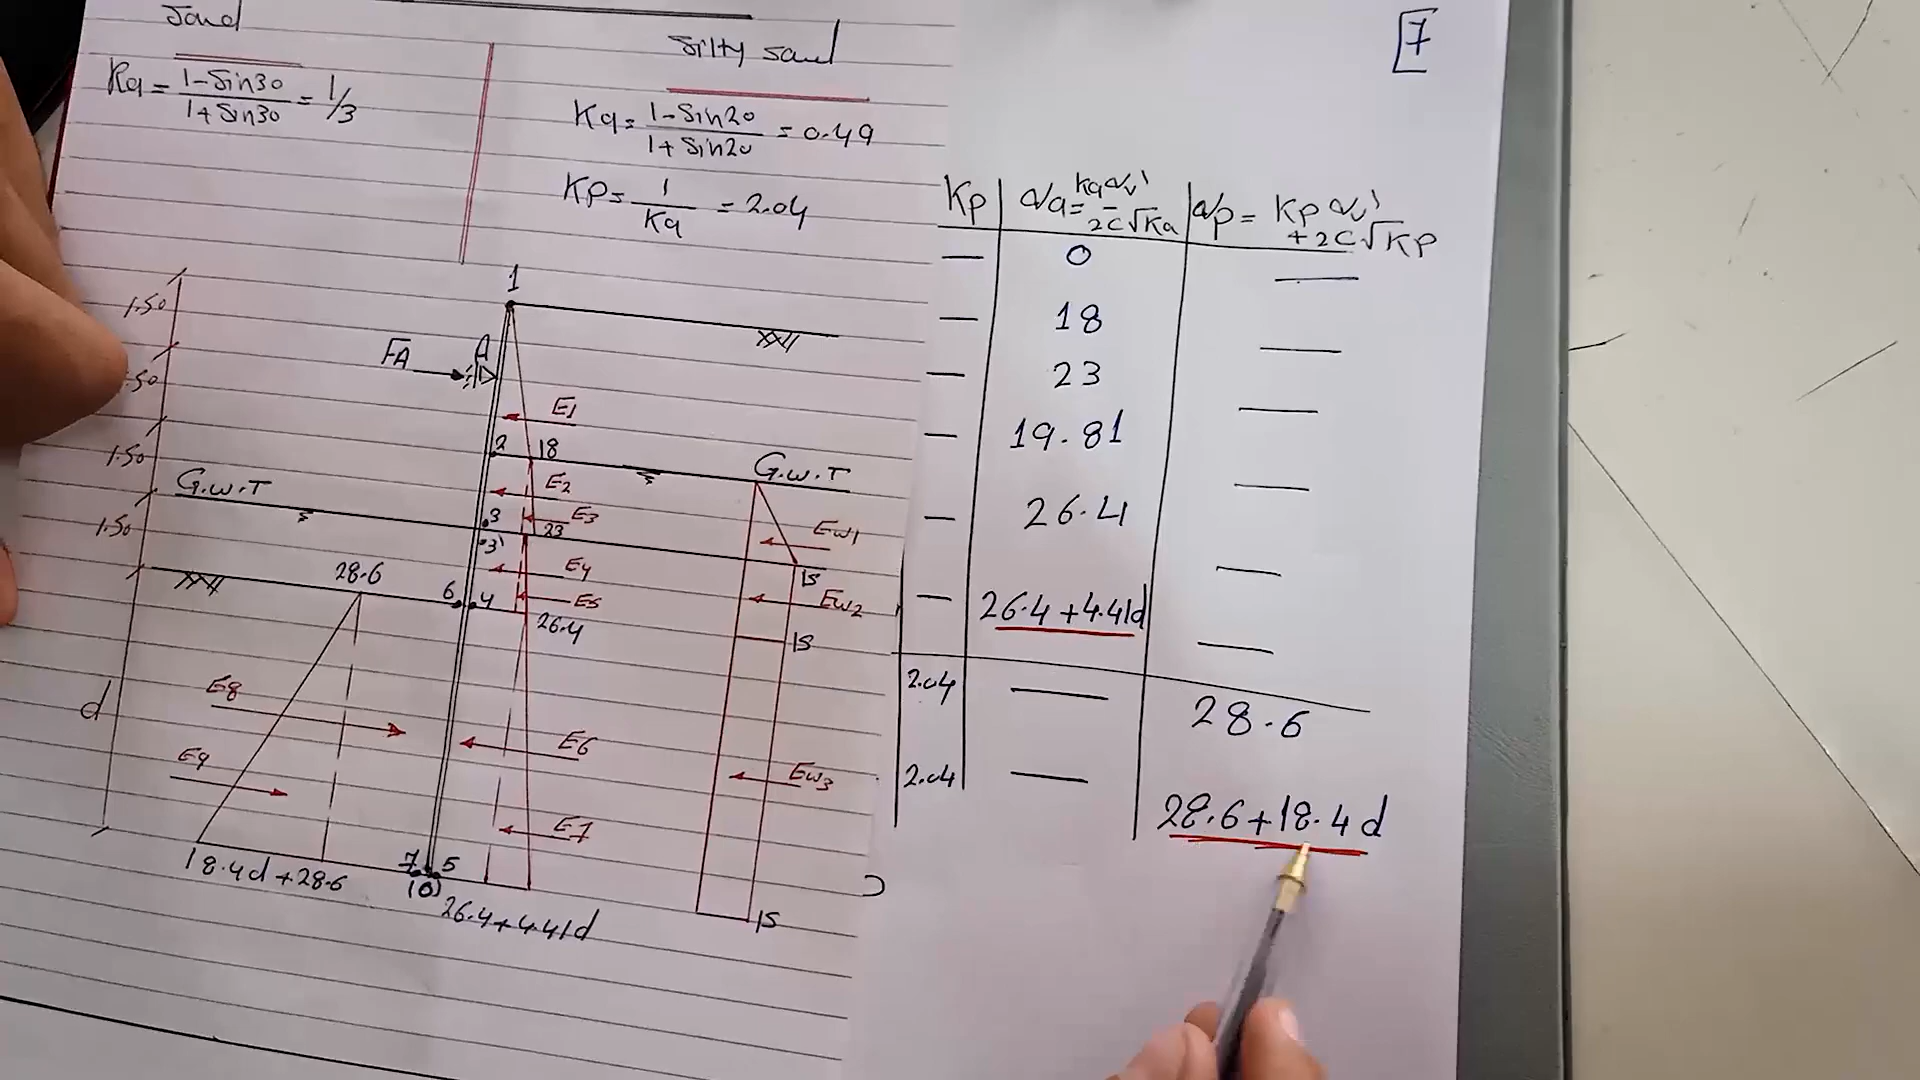 Sand
Ka = 1-Sin30 / 1+Sin30 = 1/3
Silty sand
Ka = 1-Sin20 / 1+Sin20 = 0.49
Kp = 1 / Ka = 2.04
7
Kp
σa = Ka σv' - 2C√Ka
σp = Kp σv' + 2C√Kp
— 0 —
— 18 —
— 23 —
— 19.81 —
— 26.4 —
— 26.4 + 4.41d —
2.04 — 28.6
2.04 — 28.6 + 18.4 d
1
1.50
FA
A
1.50
E1
2
18
1.50
G.W.T
G.W.T
E2
3
E3
23
3'
1.50
Ew1
15
E4
28.6
6
4
E5
26.4
Ew2
15
E8
d
E6
E9
Ew3
E7
18.4d + 28.6
7
5
(o)
26.4 + 4.41d
15